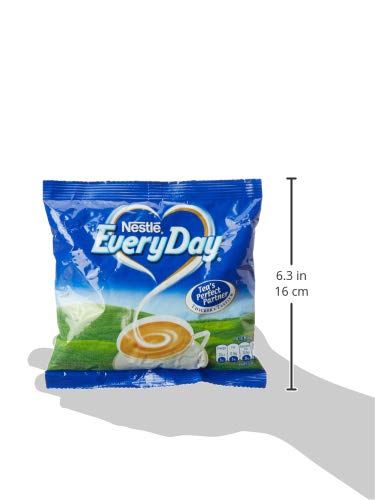 Nestlé®
EveryDay®
Tea's
Perfect
Partner
6.3 in
16 cm